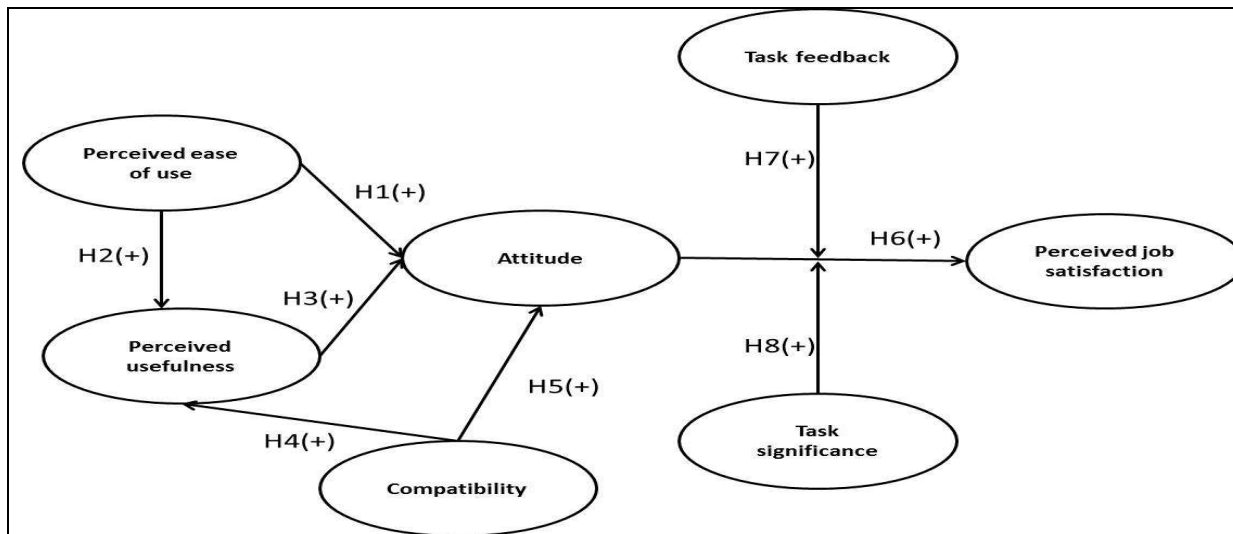 Task feedback
Perceived ease
of use
H7(+)
H1(+)
H2(+)
Attitude
H6(+)
Perceived job
satisfaction
H3(+)
Perceived
usefulness
H8(+)
H5(+)
H4(+)
Task
significance
Compatibility